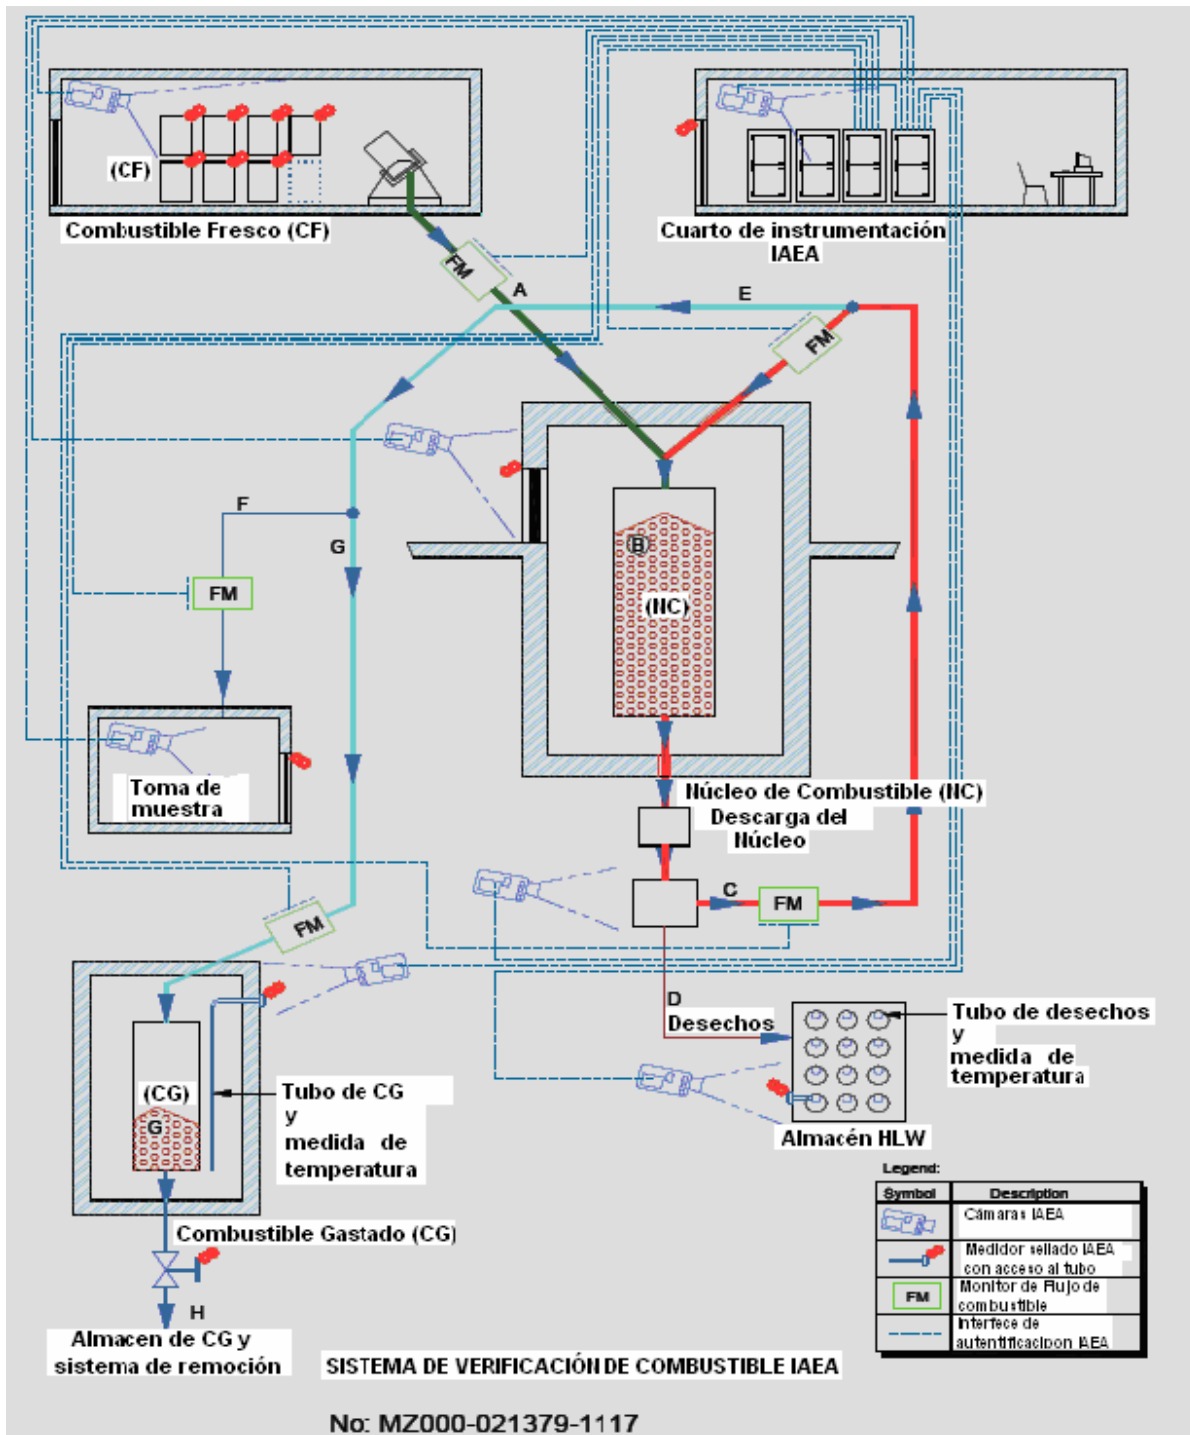 (CF)
Combustible Fresco (CF)
Cuarto de instrumentación
IAEA
FM
A
E
FM
F
G
FM
B
(NC)
Toma de
muestra
Núcleo de Combustible (NC)
Descarga del
Núcleo
C
FM
FM
D
Desechos
Tubo de desechos
y
medida de
temperatura
(CG)
G
Tubo de CG
y
medida de
temperatura
Almacén HLW
Combustible Gastado (CG)
H
Almacen de CG y
sistema de remoción
Legend:
Symbol Description
Cámaras IAEA
Medidor sellado IAEA
con acceso al tubo
FM Monitor de Flujo de
combustible
Interfece de
autentificacipon IAEA
SISTEMA DE VERIFICACIÓN DE COMBUSTIBLE IAEA
No: MZ000-021379-1117